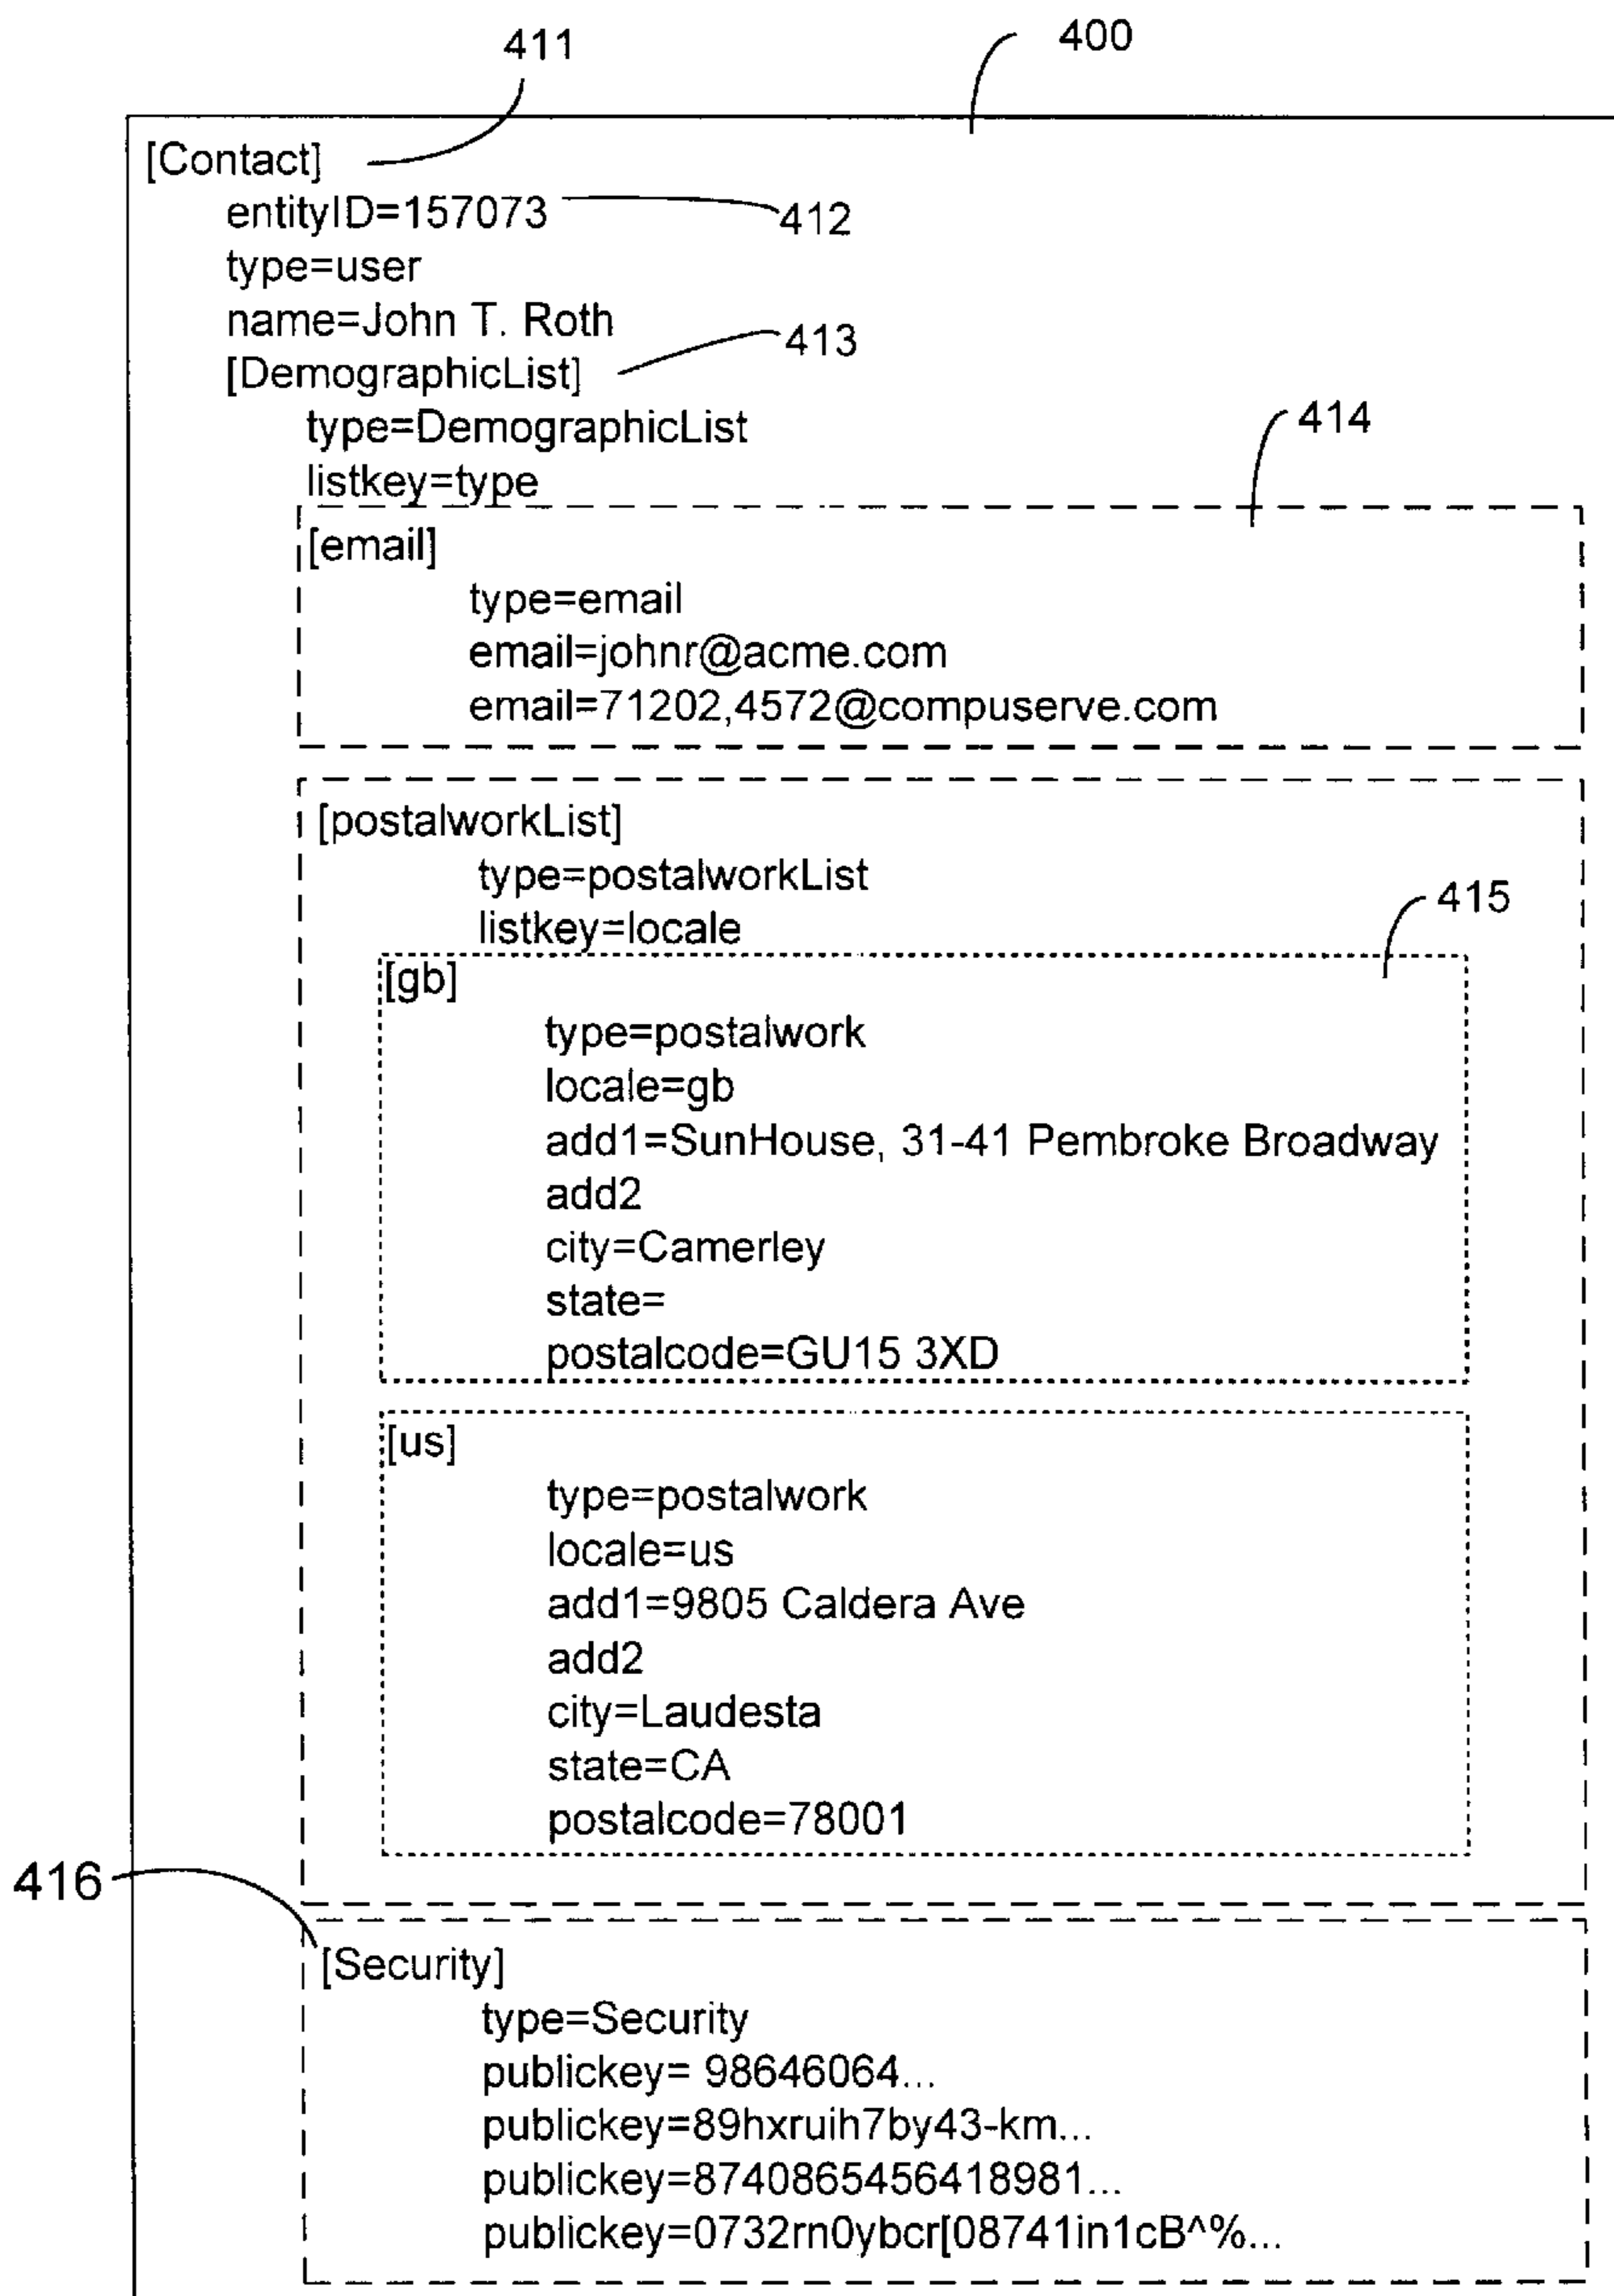 411
400
[Contact]
entityID=157073
412
type=user
name=John T. Roth
413
[DemographicList]
type=DemographicList
414
listkey=type
[email]
type=email
email=johnr@acme.com
email=71202,4572@compuserve.com
[postalworkList]
type=postalworkList
415
listkey=locale
[gb]
type=postalwork
locale=gb
add1=SunHouse, 31-41 Pembroke Broadway
add2
city=Camerley
state=
postalcode=GU15 3XD
[us]
type=postalwork
locale=us
add1=9805 Caldera Ave
add2
city=Laudesta
state=CA
postalcode=78001
416
[Security]
type=Security
publickey= 98646064...
publickey=89hxruih7by43-km...
publickey=8740865456418981...
publickey=0732rn0ybcr[08741in1cB^%...